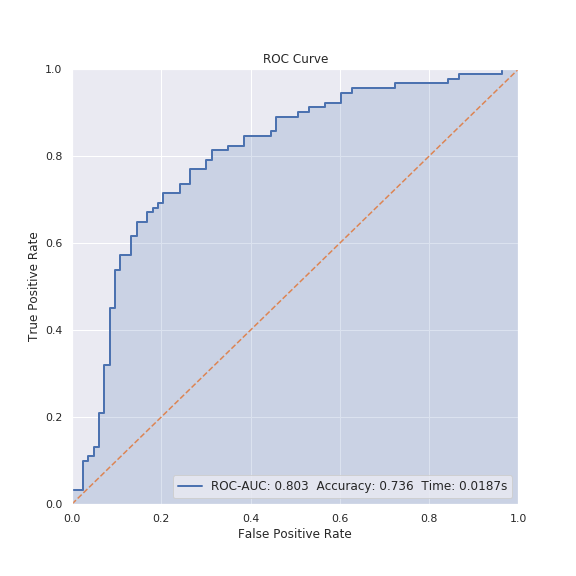 ROC Curve
1.0
0.8
0.6
0.4
0.2
0.0
True Positive Rate
ROC-AUC: 0.803  Accuracy: 0.736  Time: 0.0187s
0.0 0.2 0.4 0.6 0.8 1.0
False Positive Rate